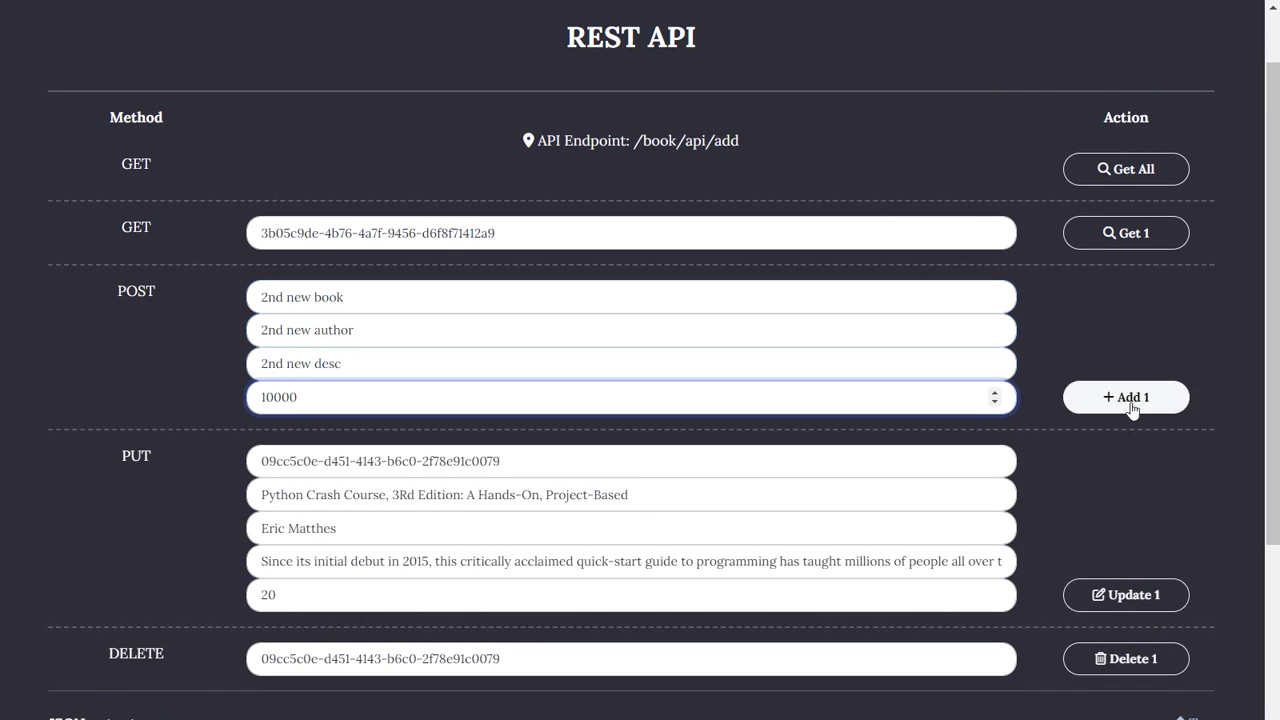 REST API
Method
API Endpoint: /book/api/add
Action
GET
Get All
GET
3b05c9de-4b76-4a7f-9456-d6f8f71412a9
Get 1
POST
2nd new book
2nd new author
2nd new desc
10000
Add 1
PUT
09cc5c0e-d451-4143-b6c0-2f78e91c0079
Python Crash Course, 3Rd Edition: A Hands-On, Project-Based
Eric Matthes
Since its initial debut in 2015, this critically acclaimed quick-start guide to programming has taught millions of people all over t
20
Update 1
DELETE
09cc5c0e-d451-4143-b6c0-2f78e91c0079
Delete 1